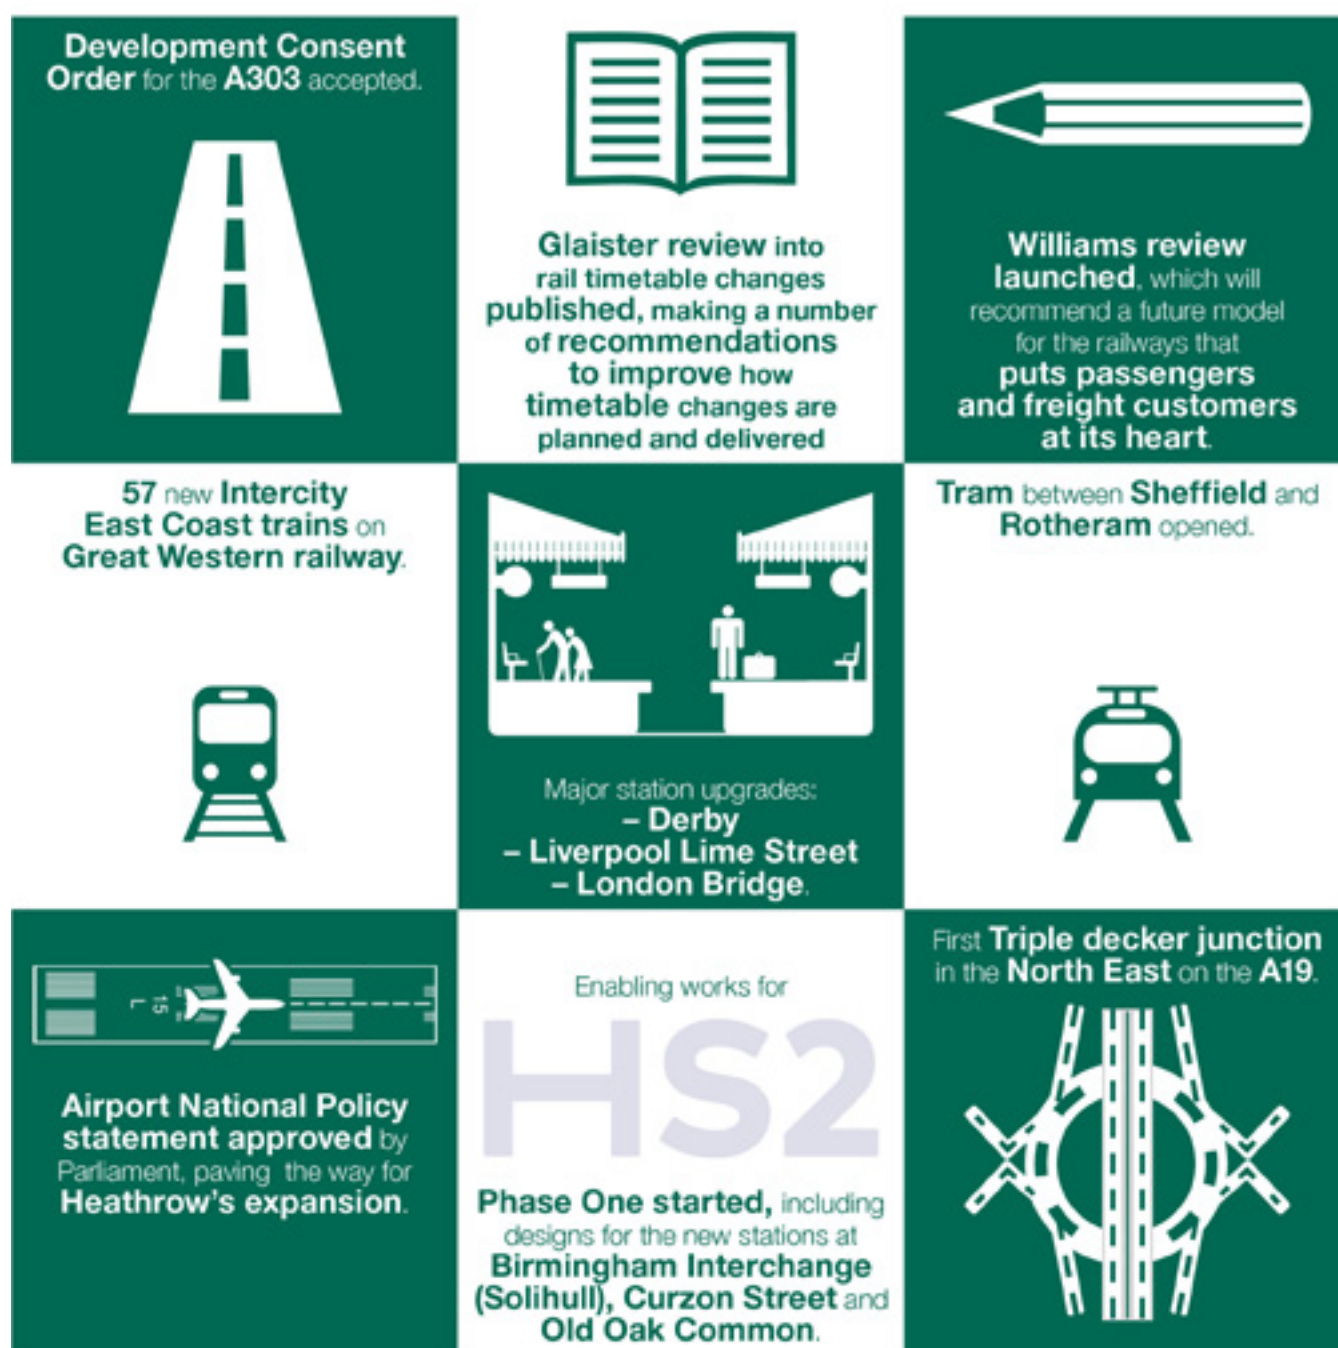 Development Consent
Order for the A303 accepted.
Glaister review into
rail timetable changes
published, making a number
of recommendations
to improve how
timetable changes are
planned and delivered
Williams review
launched, which will
recommend a future model
for the railways that
puts passengers
and freight customers
at its heart.
57 new Intercity
East Coast trains on
Great Western railway.
Major station upgrades:
– Derby
– Liverpool Lime Street
– London Bridge.
Tram between Sheffield and
Rotheram opened.
15
L
Airport National Policy
statement approved by
Parliament, paving the way for
Heathrow's expansion.
Enabling works for
HS2
Phase One started, including
designs for the new stations at
Birmingham Interchange
(Solihull), Curzon Street and
Old Oak Common.
First Triple decker junction
in the North East on the A19.